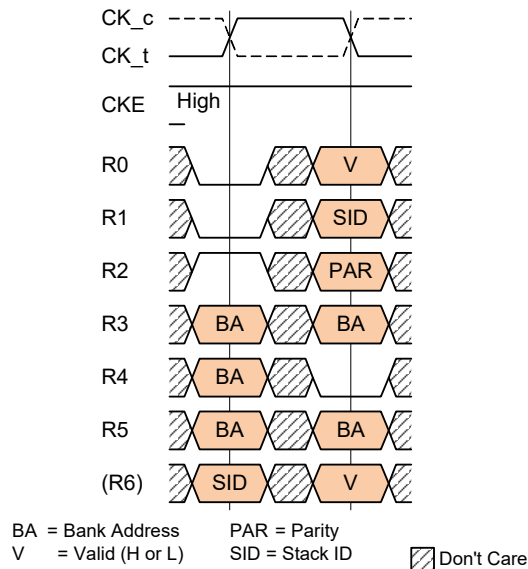 CK_c
CK_t
CKE High
R0 V
R1 SID
R2 PAR
R3 BA BA
R4 BA
R5 BA BA
(R6) SID V
BA = Bank Address PAR = Parity
V = Valid (H or L) SID = Stack ID Don't Care